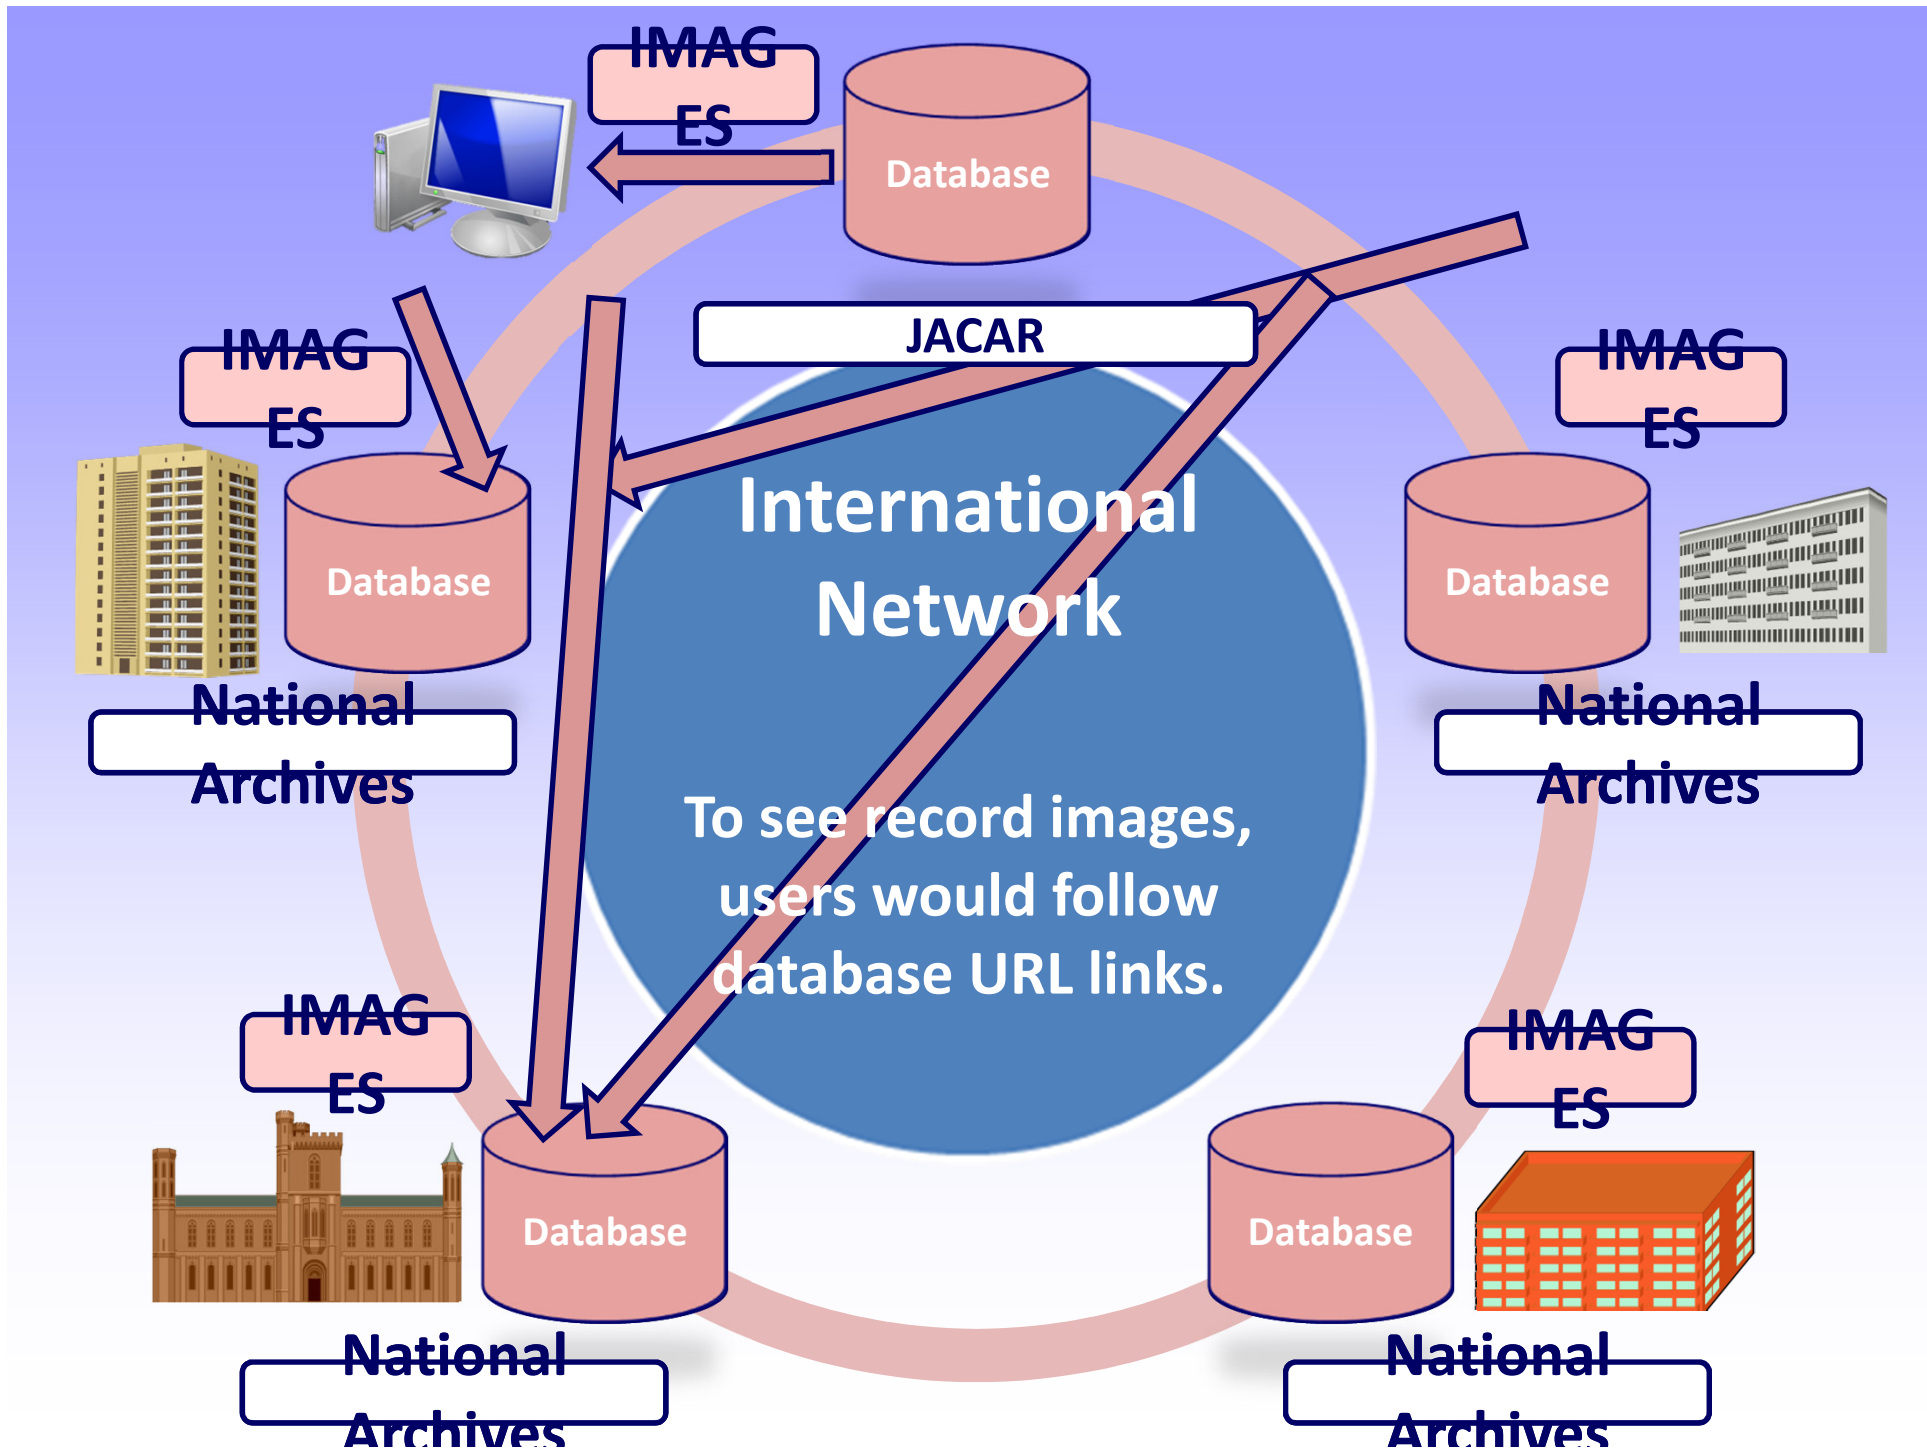 IMAG
ES
Database
JACAR
IMAG
ES
IMAG
ES
International
Network
Database
Database
National
Archives
National
Archives
To see record images,
users would follow
database URL links.
IMAG
ES
IMAG
ES
Database
Database
National
Archives
National
Archives